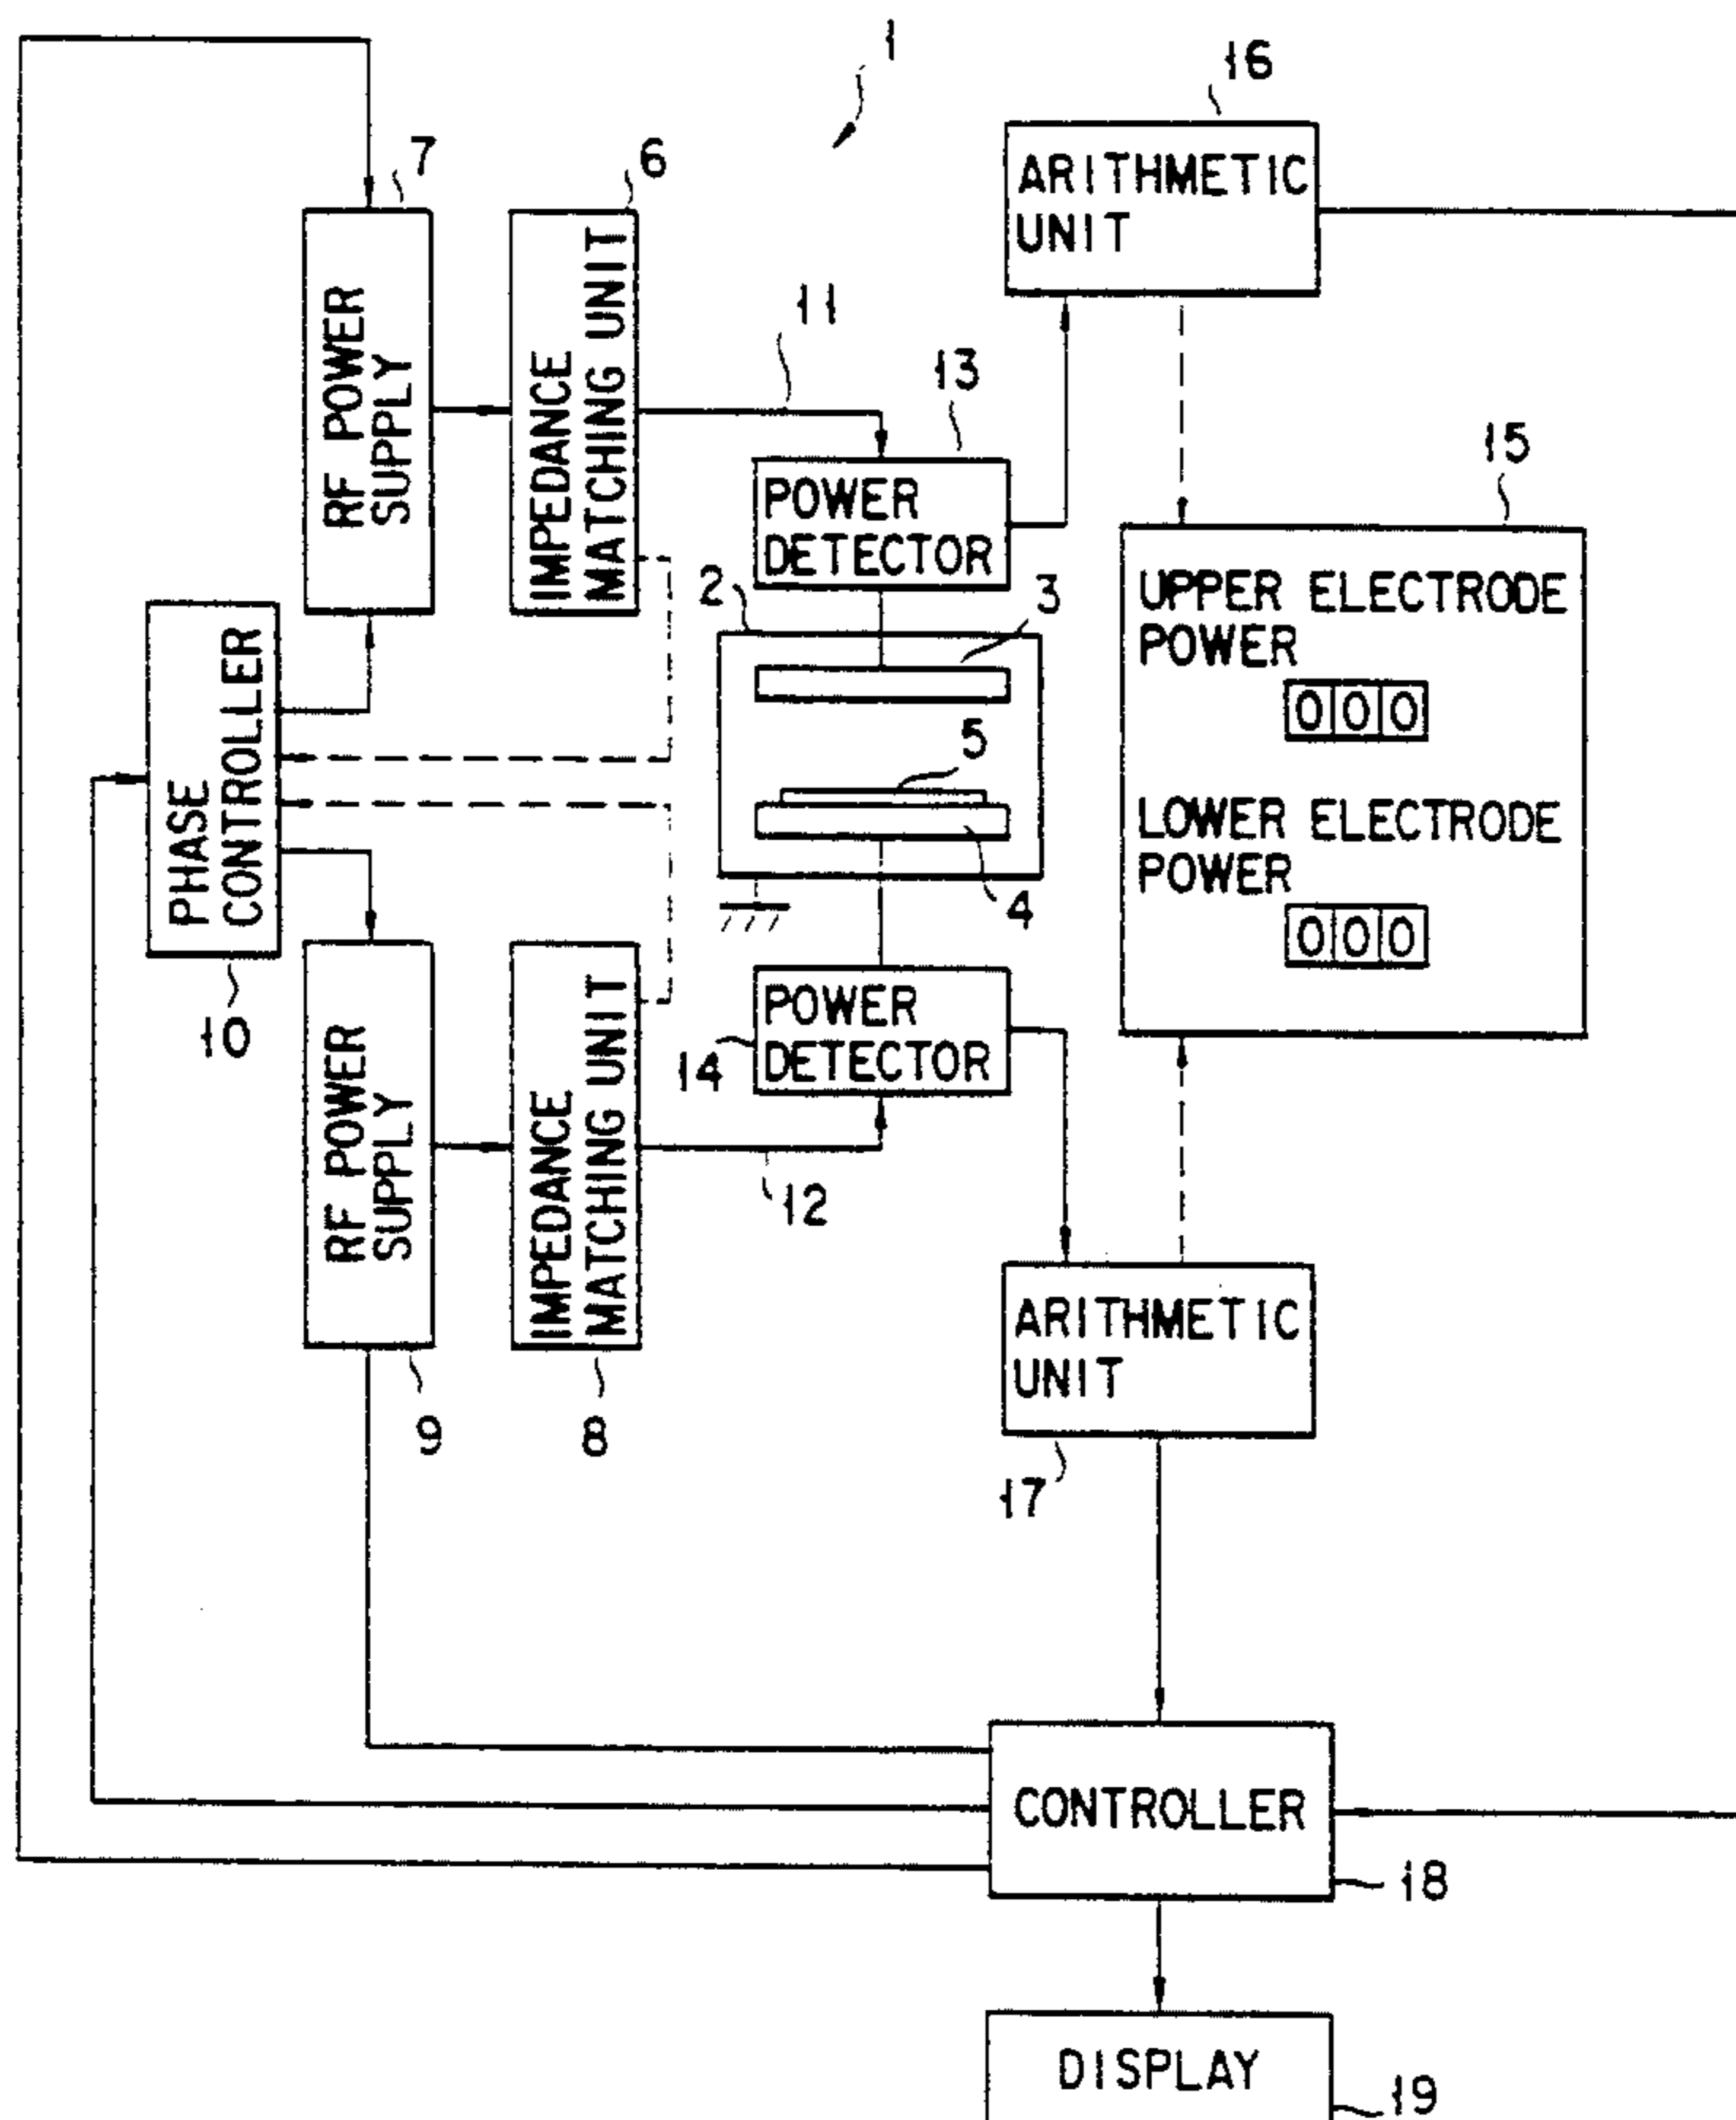 1
16
7
6
ARITHMETIC
UNIT
RF POWER
SUPPLY
IMPEDANCE
MATCHING UNIT
11
13
15
POWER
DETECTOR
2
3
UPPER ELECTRODE
POWER
000
PHASE
CONTROLLER
5
LOWER ELECTRODE
POWER
000
4
10
RF POWER
SUPPLY
IMPEDANCE
MATCHING UNIT
POWER
DETECTOR
14
12
ARITHMETIC
UNIT
9
8
17
CONTROLLER
18
DISPLAY
19